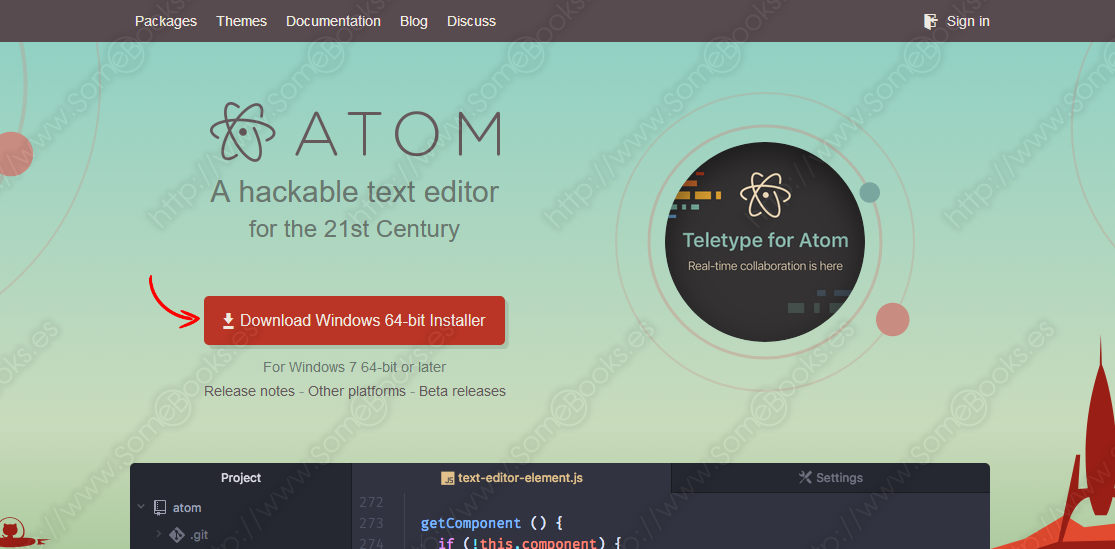 Packages Themes Documentation Blog Discuss Sign in
ATOM
A hackable text editor
for the 21st Century
Teletype for Atom
Real-time collaboration is here
Download Windows 64-bit Installer
For Windows 7 64-bit or later
Release notes - Other platforms - Beta releases
Project
atom
.git
JS text-editor-element.js
Settings
272
273 getComponent () {
274 if (!this.component) {
http://www.SomeBooks.es